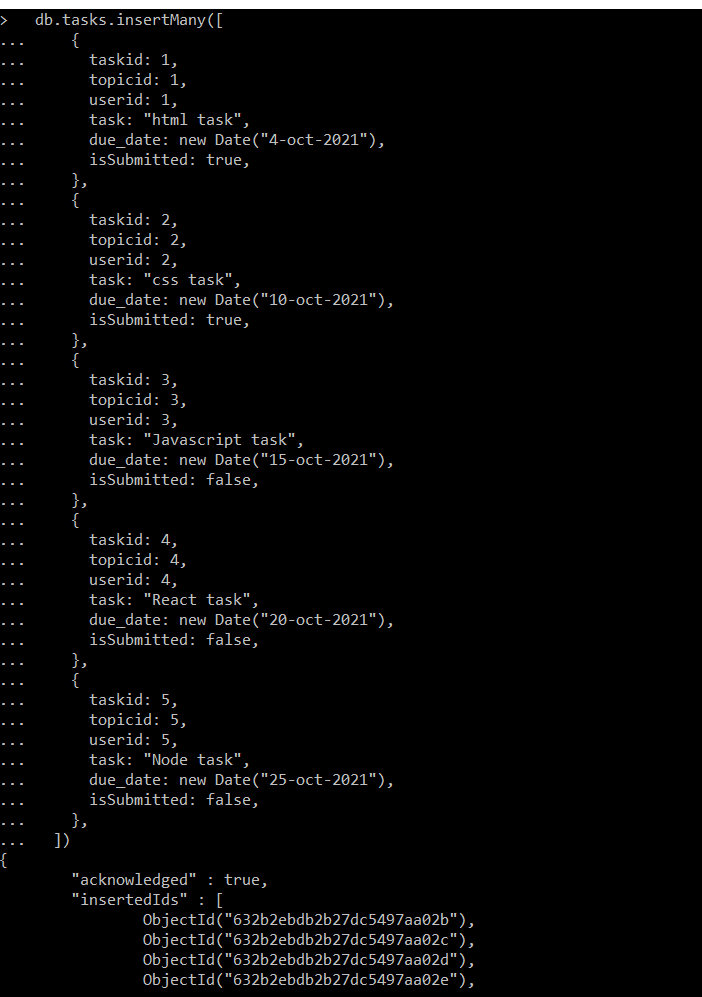 >   db.tasks.insertMany([
...     {
...       taskid: 1,
...       topicid: 1,
...       userid: 1,
...       task: "html task",
...       due_date: new Date("4-oct-2021"),
...       isSubmitted: true,
...     },
...     {
...       taskid: 2,
...       topicid: 2,
...       userid: 2,
...       task: "css task",
...       due_date: new Date("10-oct-2021"),
...       isSubmitted: true,
...     },
...     {
...       taskid: 3,
...       topicid: 3,
...       userid: 3,
...       task: "Javascript task",
...       due_date: new Date("15-oct-2021"),
...       isSubmitted: false,
...     },
...     {
...       taskid: 4,
...       topicid: 4,
...       userid: 4,
...       task: "React task",
...       due_date: new Date("20-oct-2021"),
...       isSubmitted: false,
...     },
...     {
...       taskid: 5,
...       topicid: 5,
...       userid: 5,
...       task: "Node task",
...       due_date: new Date("25-oct-2021"),
...       isSubmitted: false,
...     },
...   ])
{
        "acknowledged" : true,
        "insertedIds" : [
                ObjectId("632b2ebdb2b27dc5497aa02b"),
                ObjectId("632b2ebdb2b27dc5497aa02c"),
                ObjectId("632b2ebdb2b27dc5497aa02d"),
                ObjectId("632b2ebdb2b27dc5497aa02e"),